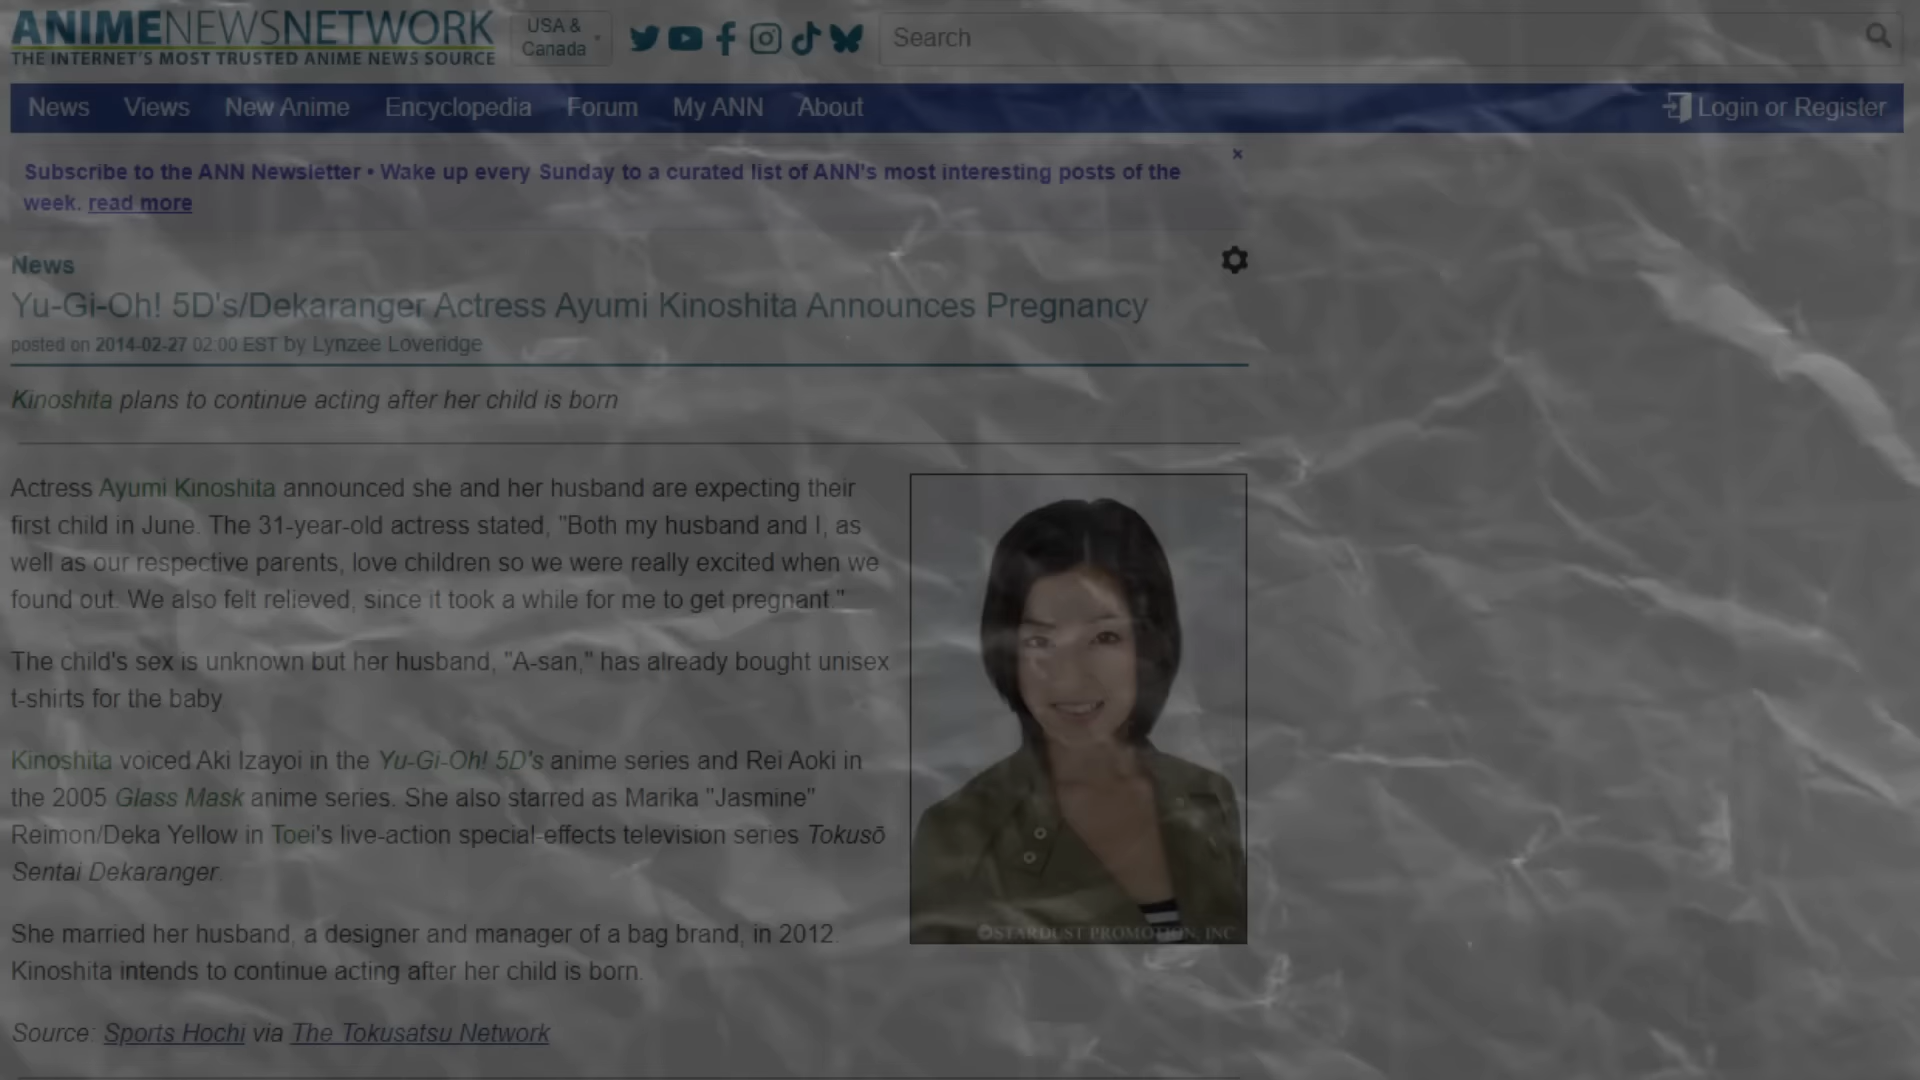 ANIMENEWSNETWORK
THE INTERNET'S MOST TRUSTED ANIME NEWS SOURCE
USA &
Canada
Search
News Views New Anime Encyclopedia Forum My ANN About Login or Register
Subscribe to the ANN Newsletter • Wake up every Sunday to a curated list of ANN's most interesting posts of the
week. read more
×
News
Yu-Gi-Oh! 5D's/Dekaranger Actress Ayumi Kinoshita Announces Pregnancy
posted on 2014-02-27 02:00 EST by Lynzee Loveridge
Kinoshita plans to continue acting after her child is born
Actress Ayumi Kinoshita announced she and her husband are expecting their
first child in June. The 31-year-old actress stated, "Both my husband and I, as
well as our respective parents, love children so we were really excited when we
found out. We also felt relieved, since it took a while for me to get pregnant."
The child's sex is unknown but her husband, "A-san," has already bought unisex
t-shirts for the baby
Kinoshita voiced Aki Izayoi in the Yu-Gi-Oh! 5D's anime series and Rei Aoki in
the 2005 Glass Mask anime series. She also starred as Marika "Jasmine"
Reimon/Deka Yellow in Toei's live-action special-effects television series Tokusō
Sentai Dekaranger.
She married her husband, a designer and manager of a bag brand, in 2012.
Kinoshita intends to continue acting after her child is born.
©STARDUST PROMOTION, INC
Source: Sports Hochi via The Tokusatsu Network